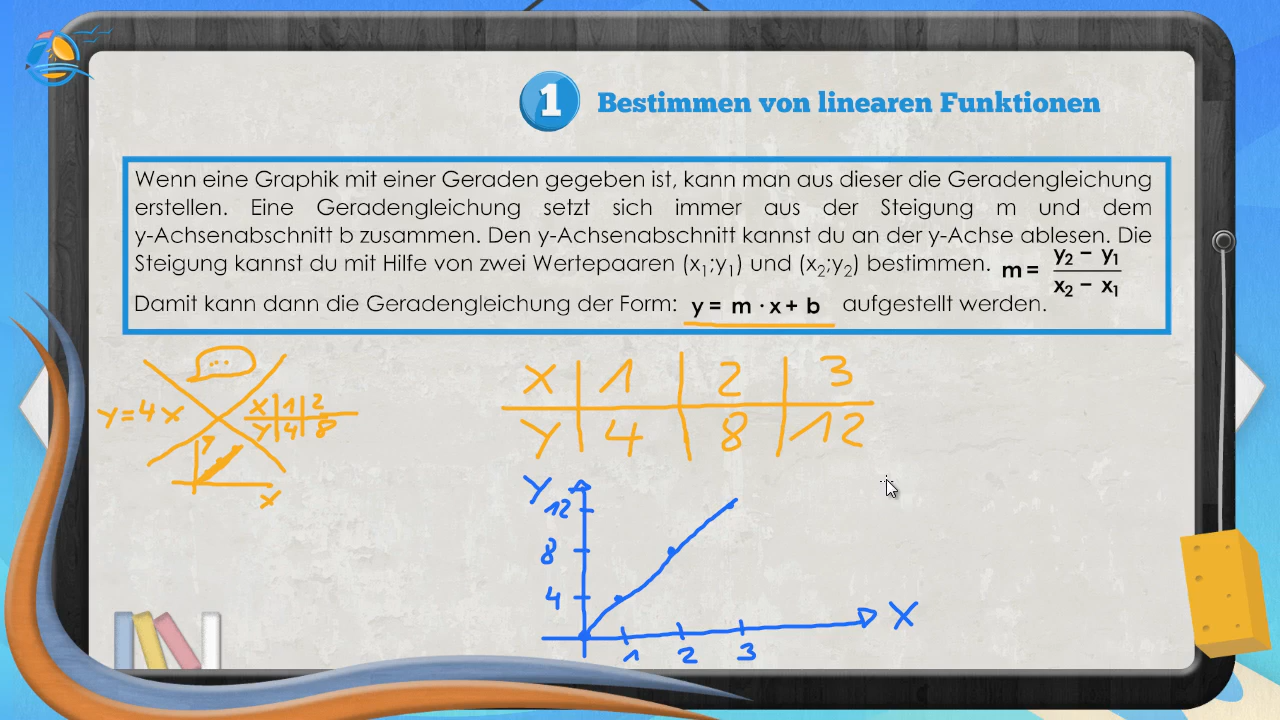 1 Bestimmen von linearen Funktionen
Wenn eine Graphik mit einer Geraden gegeben ist, kann man aus dieser die Geradengleichung
erstellen. Eine Geradengleichung setzt sich immer aus der Steigung m und dem
y-Achsenabschnitt b zusammen. Den y-Achsenabschnitt kannst du an der y-Achse ablesen. Die
Steigung kannst du mit Hilfe von zwei Wertepaaren (x₁;y₁) und (x₂;y₂) bestimmen. m = y₂ − y₁
x₂ − x₁
Damit kann dann die Geradengleichung der Form: y = m · x + b aufgestellt werden.
...
y=4x
x 1 2
y 4 8
y
x
X 1 2 3
Y 4 8 12
Y
12
8
4
1 2 3
X